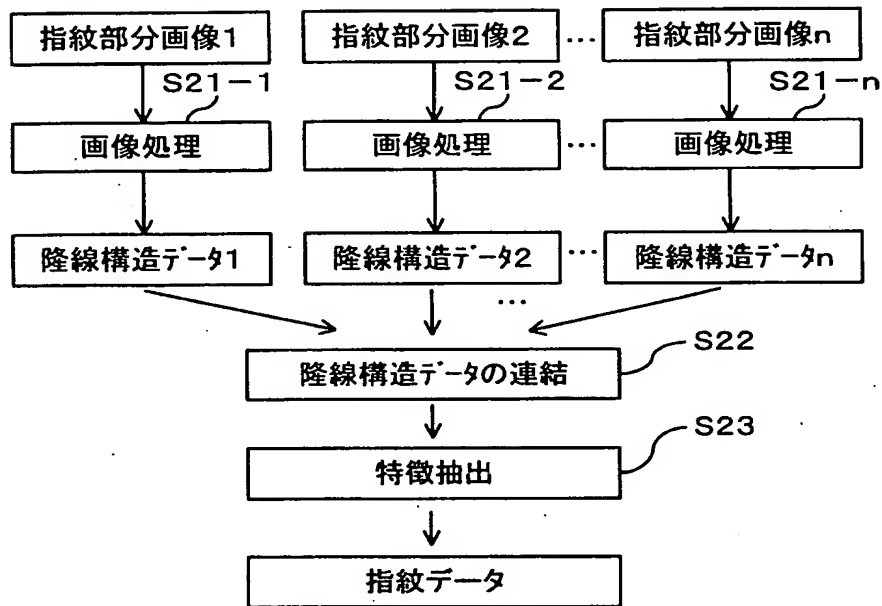 指紋部分画像1 指紋部分画像2 … 指紋部分画像n
S21-1 S21-2 S21-n
画像処理 画像処理 … 画像処理
隆線構造データ1 隆線構造データ2 … 隆線構造データn
…
S22
隆線構造データの連結
S23
特徴抽出
指紋データ